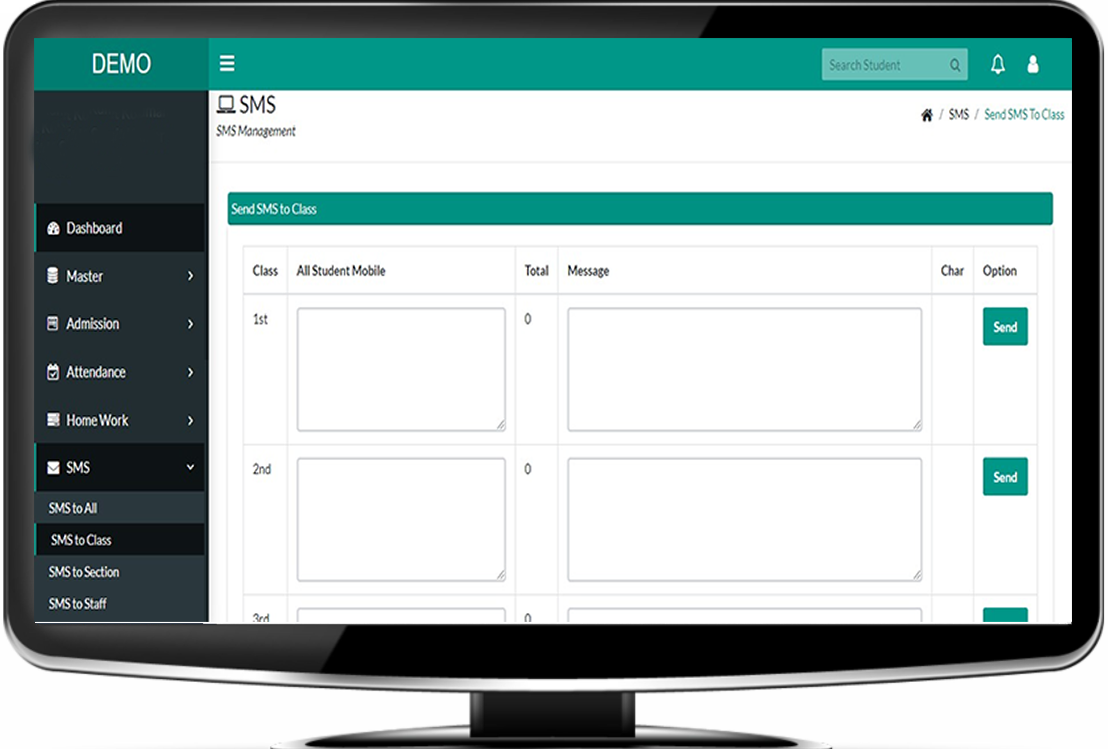 DEMO
Search Student
SMS
SMS Management
/ SMS / Send SMS To Class
Dashboard
Master
Admission
Attendance
Home Work
SMS
SMS to All
SMS to Class
SMS to Section
SMS to Staff
Send SMS to Class
Class All Student Mobile Total Message Char Option
1st 0 Send
2nd 0 Send
3rd 0